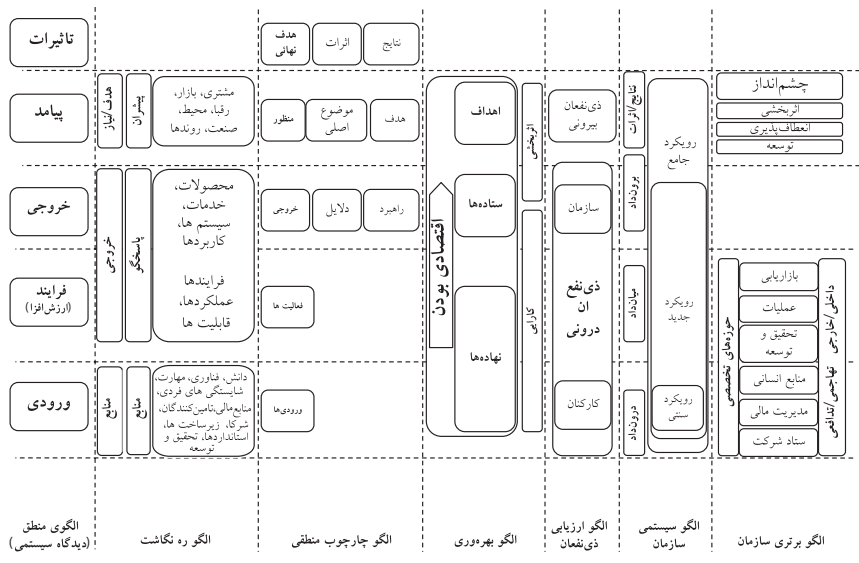 تاثیرات
هدف
نهائی
اثرات
نتایج
پیامد
هدف/نیاز
پیشران
مشتری، بازار،
رقبا، محیط،
صنعت، روندها
منظور
موضوع
اصلی
هدف
اهداف
اثربخشی
ذی‌نفعان
بیرونی
نتایج/اثرات
رویکرد
جامع
چشم‌انداز
اثربخشی
انعطاف‌پذیری
توسعه
خروجی
خروجی
پاسخگو
محصولات،
خدمات،
سیستم ها،
کاربردها
فرایندها
عملکردها،
قابلیت ها
خروجی
دلایل
راهبرد
اقتصادی بودن
ستاده‌ها
سازمان
برون‌داد
فرایند
(ارزش‌افزا)
فعالیت ها
نهاده‌ها
کارایی
ذی‌نفع
ان
درونی
میان‌داد
رویکرد
جدید
حوزه‌های تخصصی
بازاریابی
عملیات
تحقیق و
توسعه
منابع انسانی
مدیریت مالی
ستاد شرکت
داخلی/خارجی
تهاجمی/تدافعی
ورودی
منابع
منابع
دانش، فناوری، مهارت،
شایستگی های فردی،
منابع‌مالی،تامین‌کنندگان،
شرکا، زیرساخت ها،
استانداردها، تحقیق و
توسعه
ورودی‌ها
کارکنان
درون‌داد
رویکرد
سنتی
الگوی منطق
(دیدگاه سیستمی)
الگو ره نگاشت
الگو چارچوب منطقی
الگو بهره‌وری
الگو ارزیابی
ذی‌نفعان
الگو سیستمی
سازمان
الگو برتری سازمان